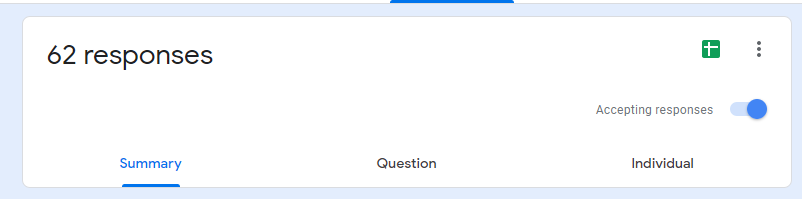 62 responses
Accepting responses
Summary Question Individual